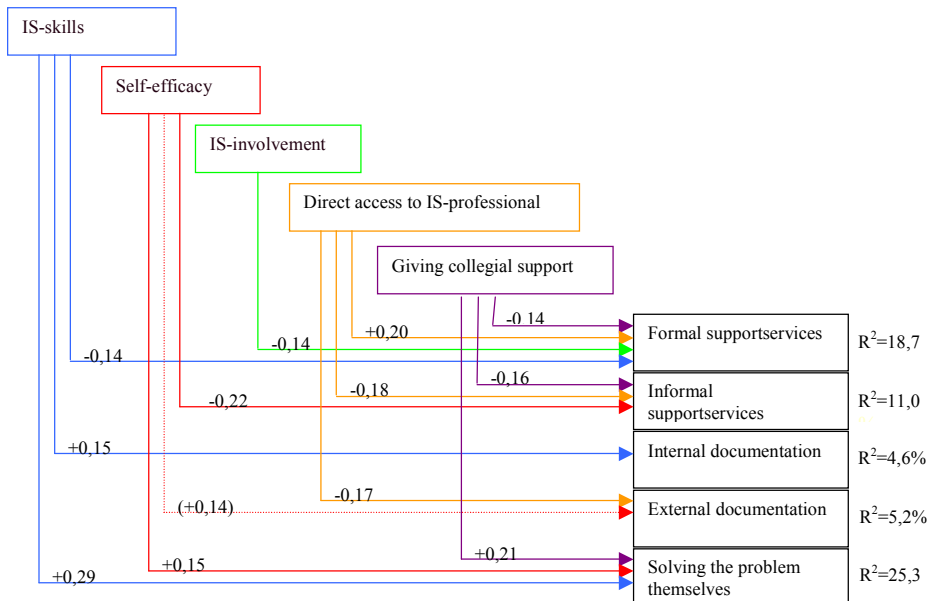 IS-skills
Self-efficacy
IS-involvement
Direct access to IS-professional
Giving collegial support
-0,14
+0,20
-0,14
-0,14
Formal supportservices
R²=18,7
-0,16
-0,18
-0,22
Informal
supportservices
R²=11,0
+0,15
Internal documentation
R²=4,6%
-0,17
(+0,14)
External documentation
R²=5,2%
+0,21
+0,15
+0,29
Solving the problem
themselves
R²=25,3